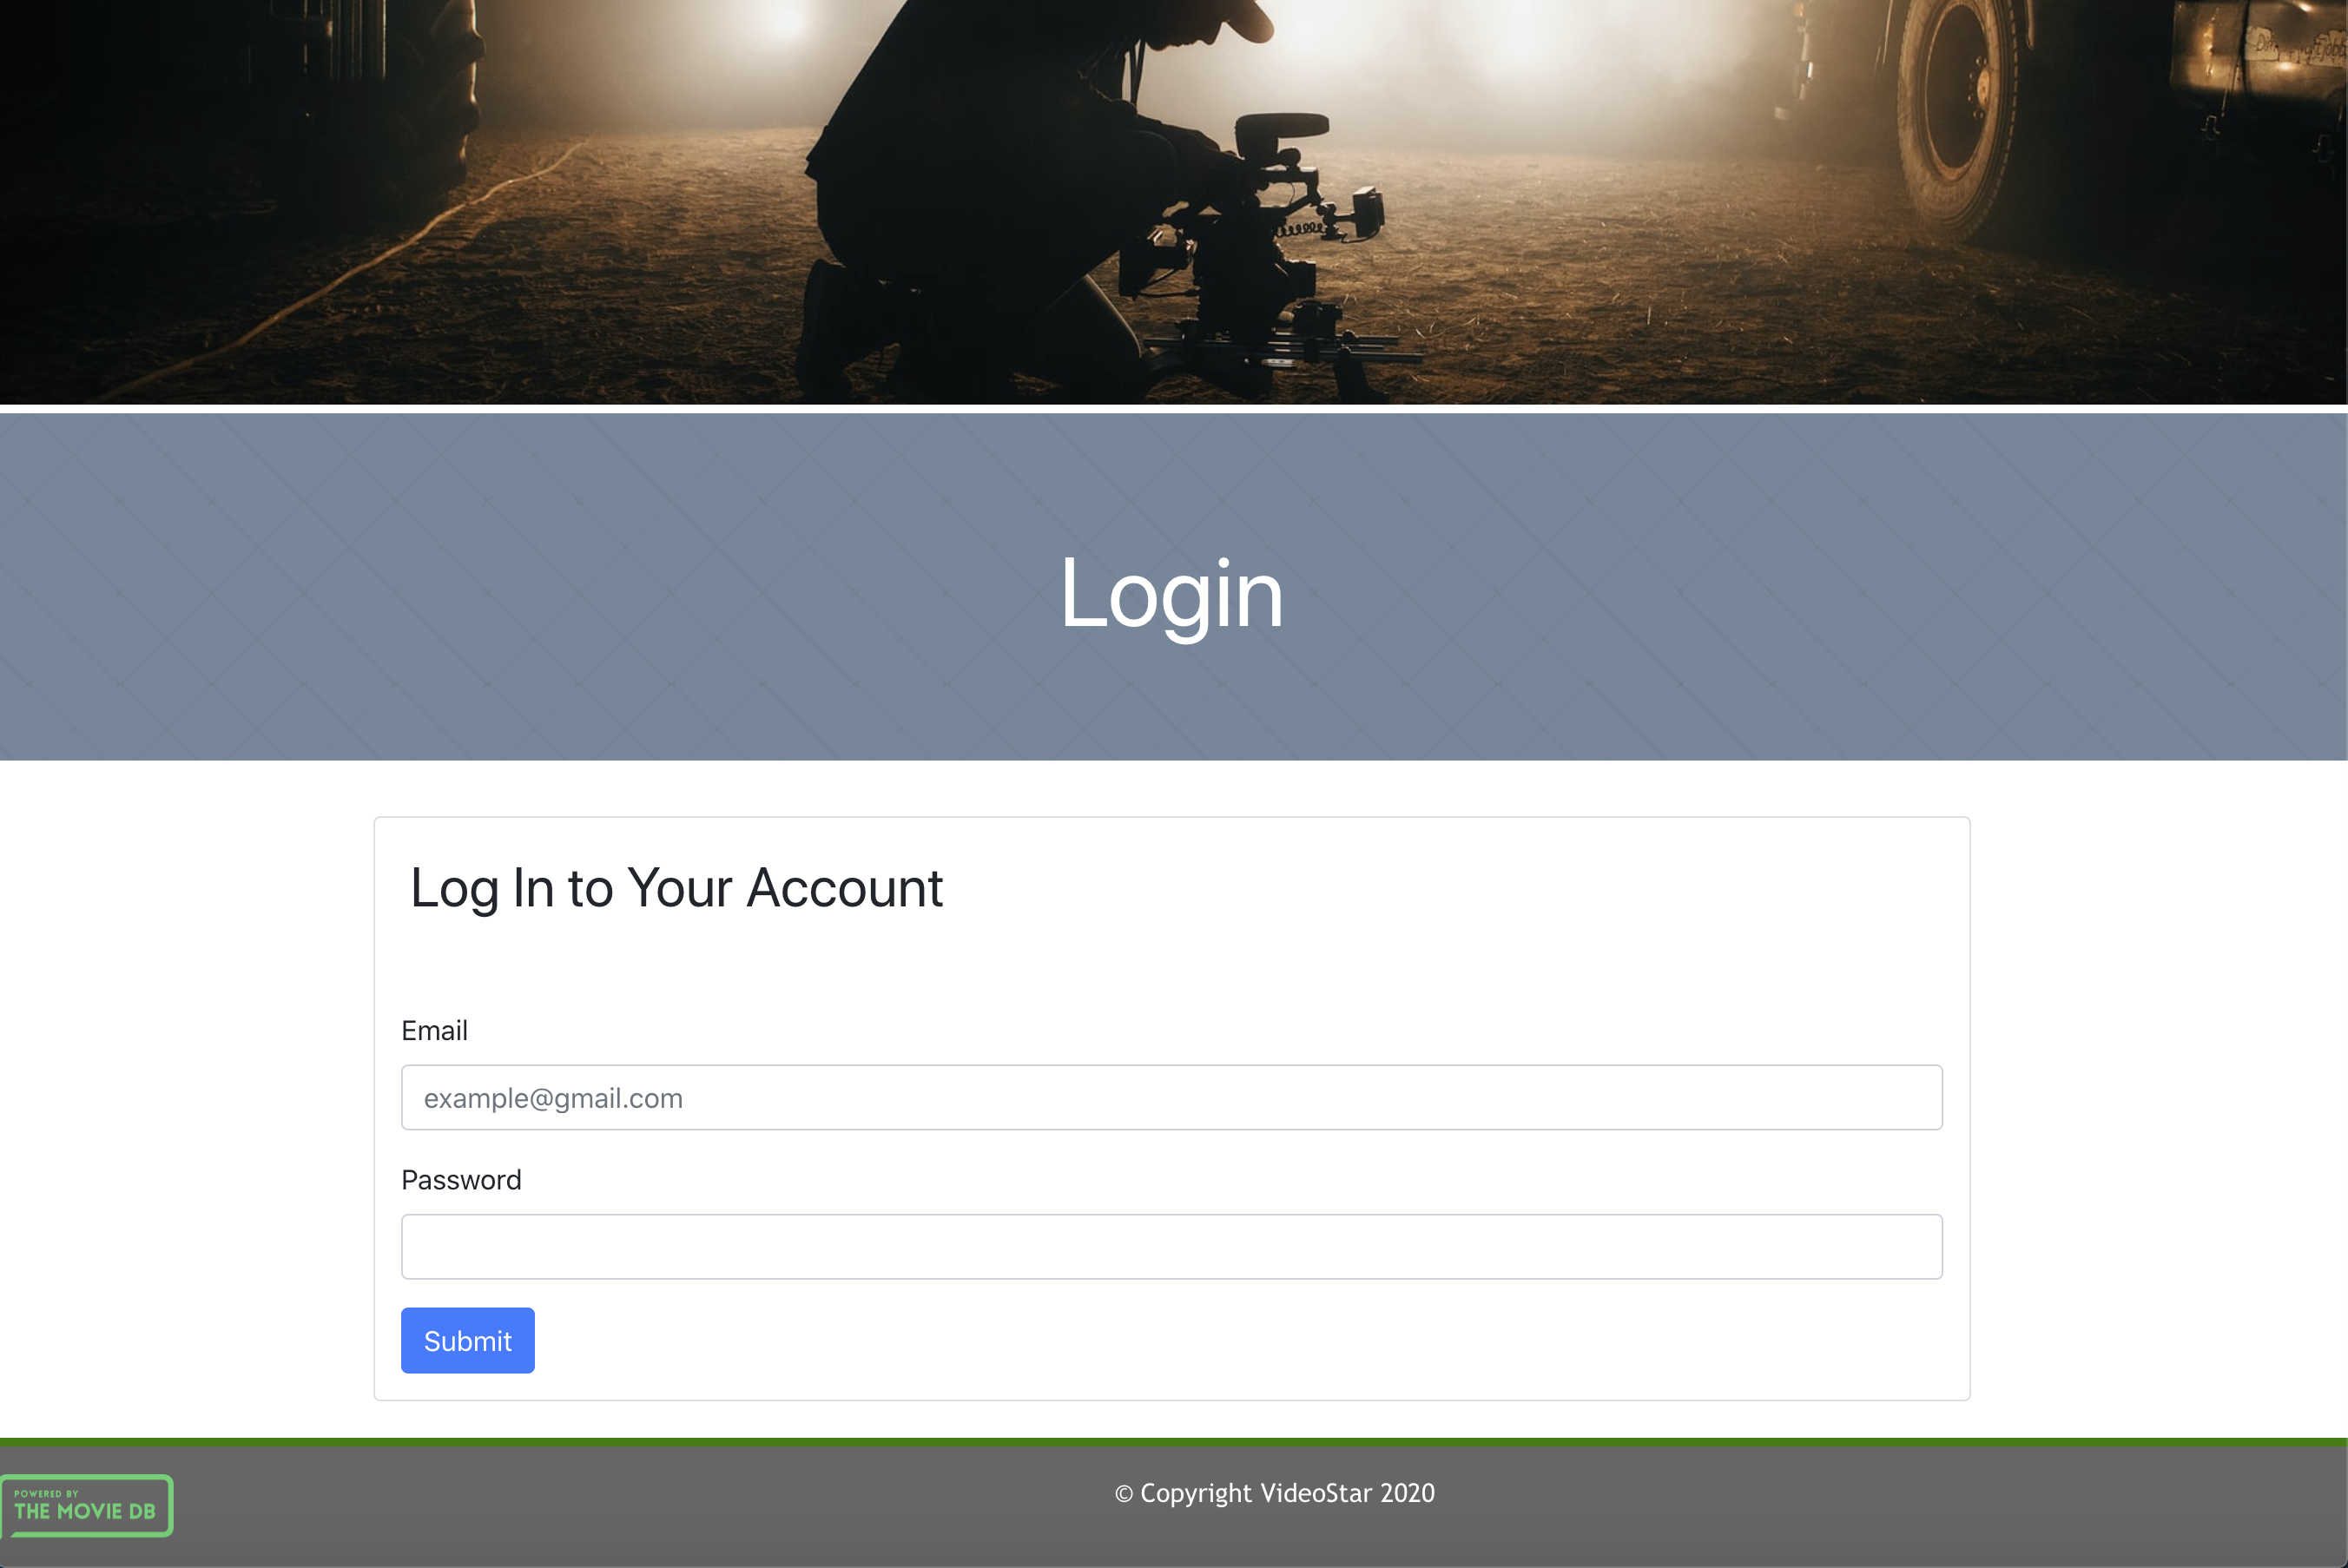 Login
Log In to Your Account
Email
example@gmail.com
Password
Submit
POWERED BY
THE MOVIE DB
© Copyright VideoStar 2020